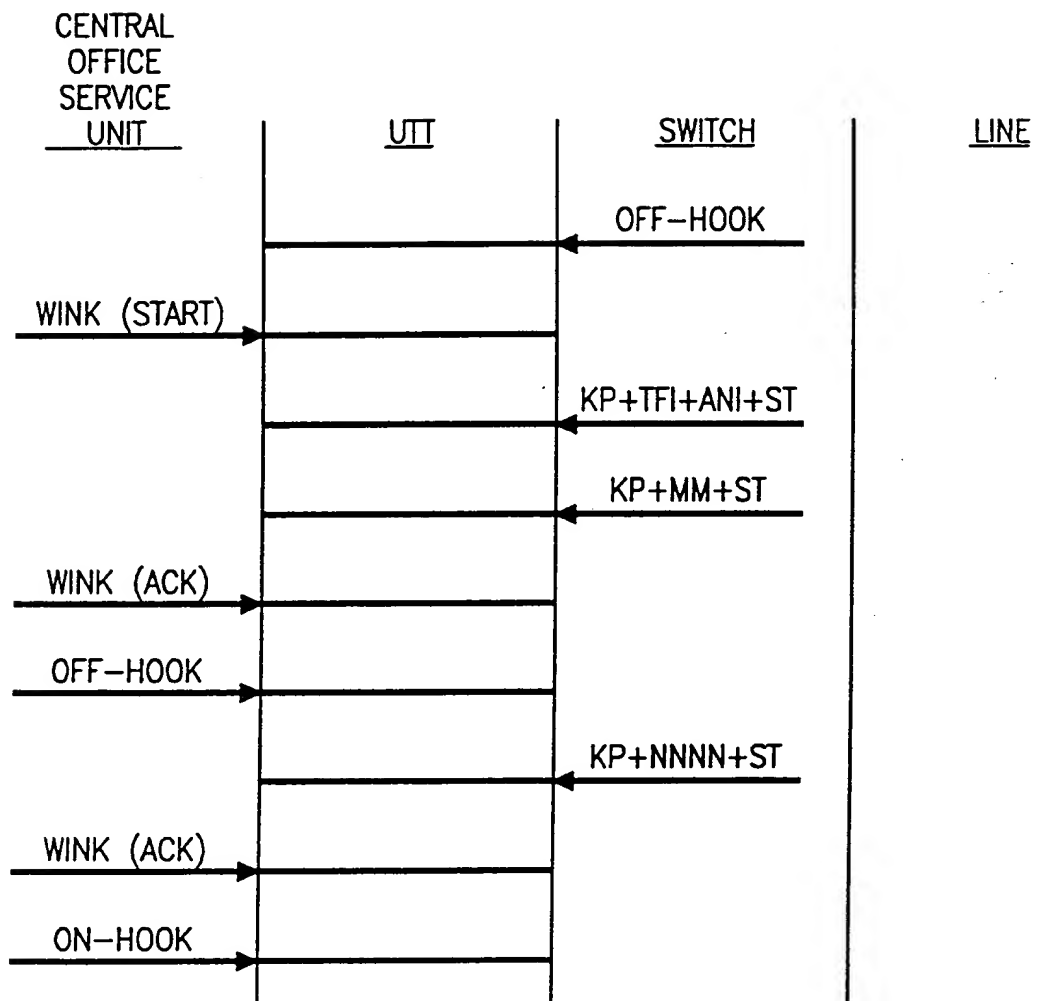 CENTRAL
OFFICE
SERVICE
UNIT
UTT
SWITCH
LINE
OFF-HOOK
WINK (START)
KP+TFI+ANI+ST
KP+MM+ST
WINK (ACK)
OFF-HOOK
KP+NNNN+ST
WINK (ACK)
ON-HOOK